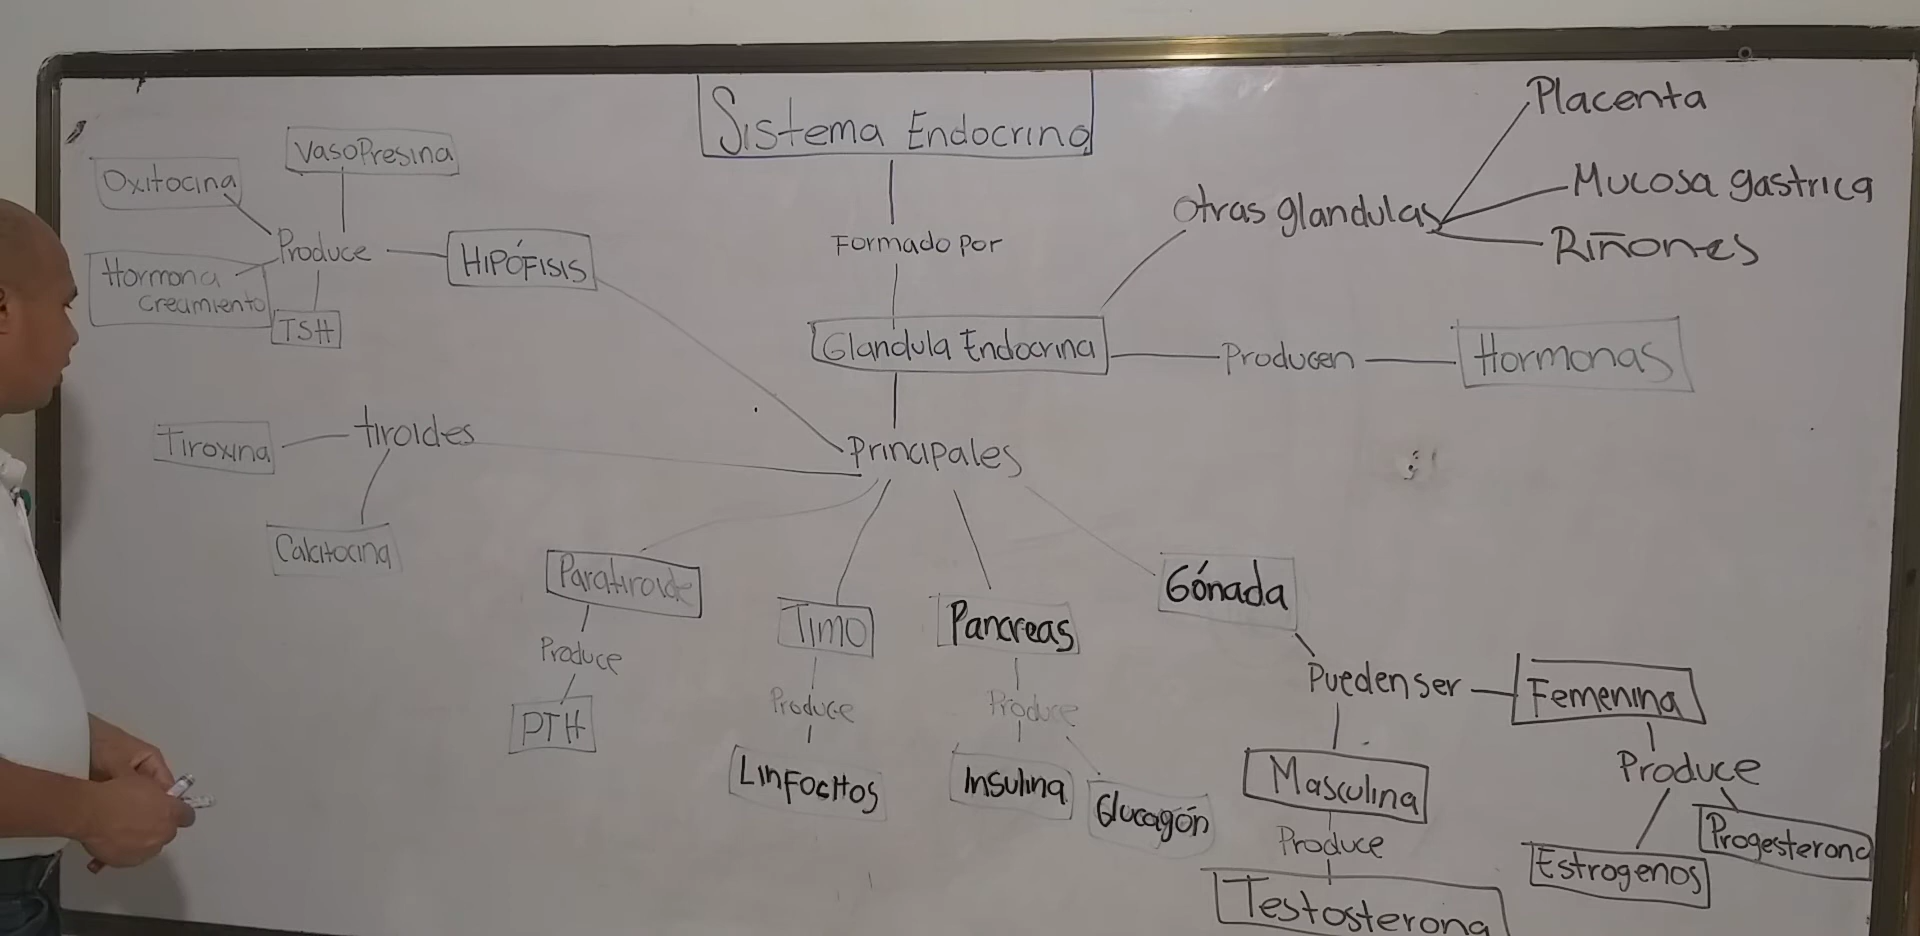 Sistema Endocrino
Formado por
Glandula Endocrina
Producen
Hormonas
Otras glandulas
Placenta
Mucosa gastrica
Riñones
Principales
HIPÓFISIS
Produce
Vasopresina
Oxitocina
Hormona
creamiento
TSH
tiroides
Tiroxina
Calcitocina
Paratiroide
Produce
PTH
Timo
Produce
Linfocitos
Pancreas
Produce
Insulina
Glucagón
Gónada
Pueden ser
Femenina
Produce
Estrogenos
Progesterona
Masculina
Produce
Testosterona